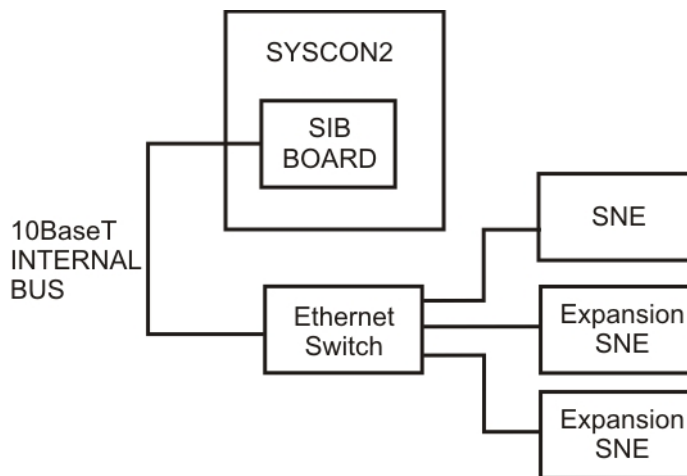 SYSCON2
SIB
BOARD
10BaseT
INTERNAL
BUS
Ethernet
Switch
SNE
Expansion
SNE
Expansion
SNE